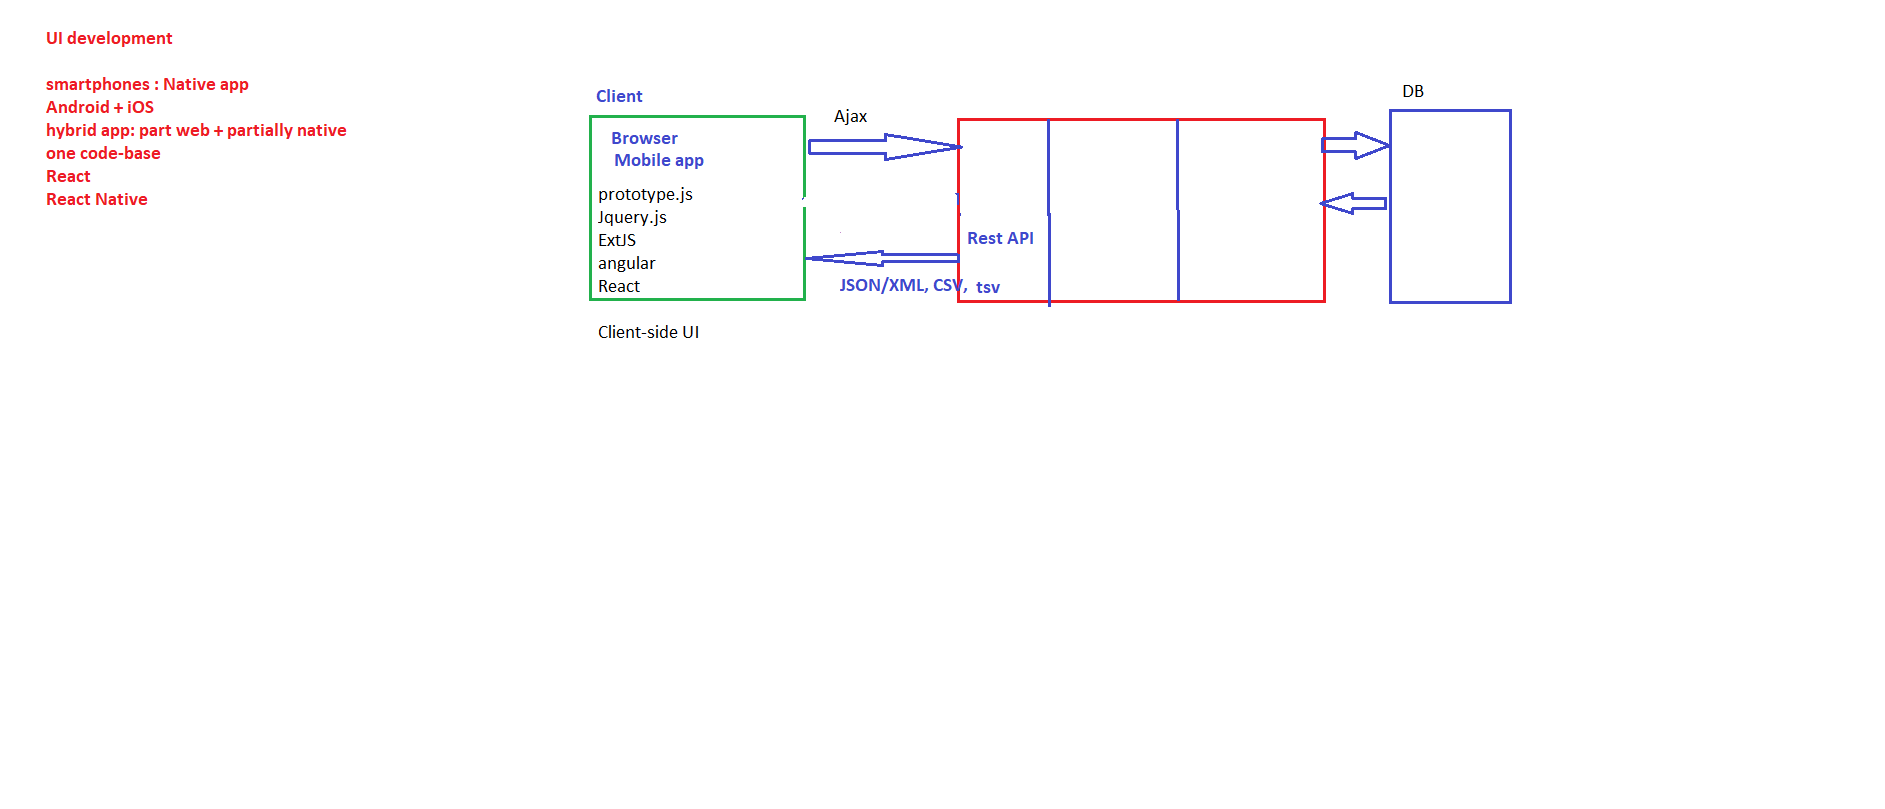 UI development
smartphones : Native app
Android + iOS
hybrid app: part web + partially native
one code-base
React
React Native
Client
Browser
Mobile app
prototype.js
Jquery.js
ExtJS
angular
React
Client-side UI
Ajax
Rest API
JSON/XML, CSV, tsv
DB